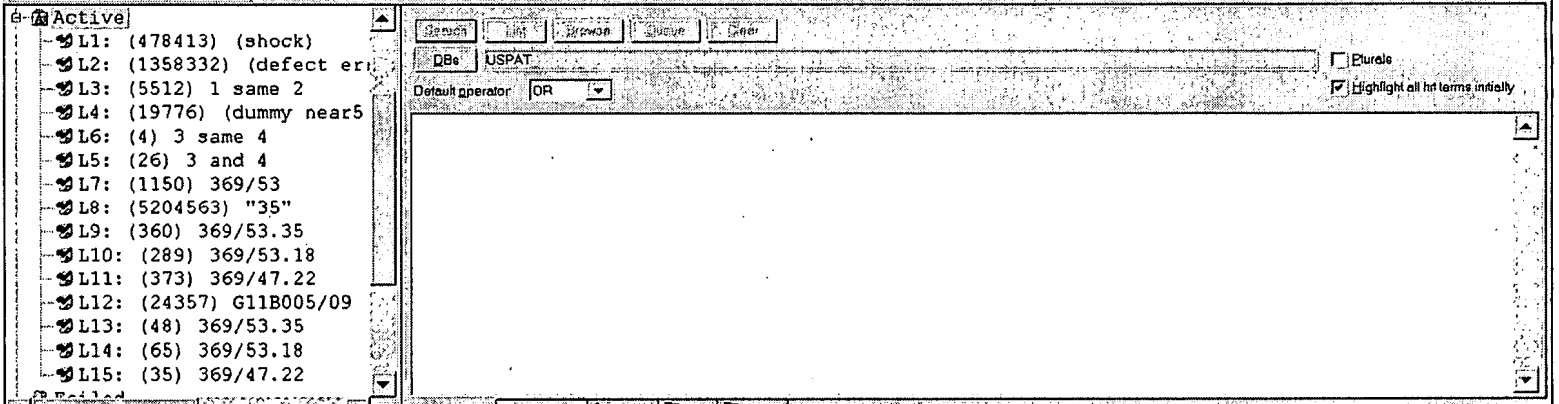 Active
L1: (478413) (shock)
L2: (1358332) (defect err
L3: (5512) 1 same 2
L4: (19776) (dummy near5
L6: (4) 3 same 4
L5: (26) 3 and 4
L7: (1150) 369/53
L8: (5204563) "35"
L9: (360) 369/53.35
L10: (289) 369/53.18
L11: (373) 369/47.22
L12: (24357) G11B005/09
L13: (48) 369/53.35
L14: (65) 369/53.18
L15: (35) 369/47.22
Failed
Search List Browse Queue Clear
DBs USPAT
Plurals
Default operator OR
Highlight all hit terms initially